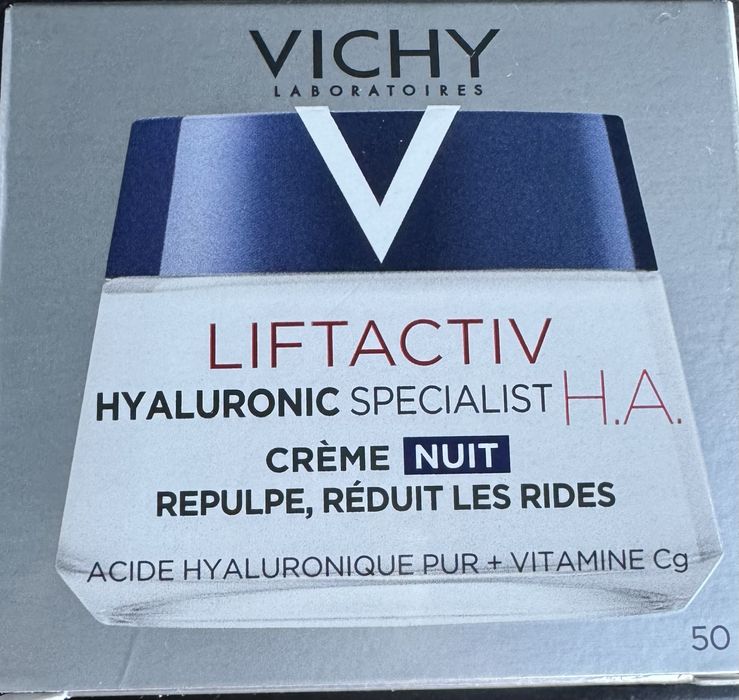 VICHY
LABORATOIRES
LIFTACTIV
HYALURONIC SPECIALIST H.A.
CRÈME NUIT
REPULPE, RÉDUIT LES RIDES
ACIDE HYALURONIQUE PUR + VITAMINE Cg
50